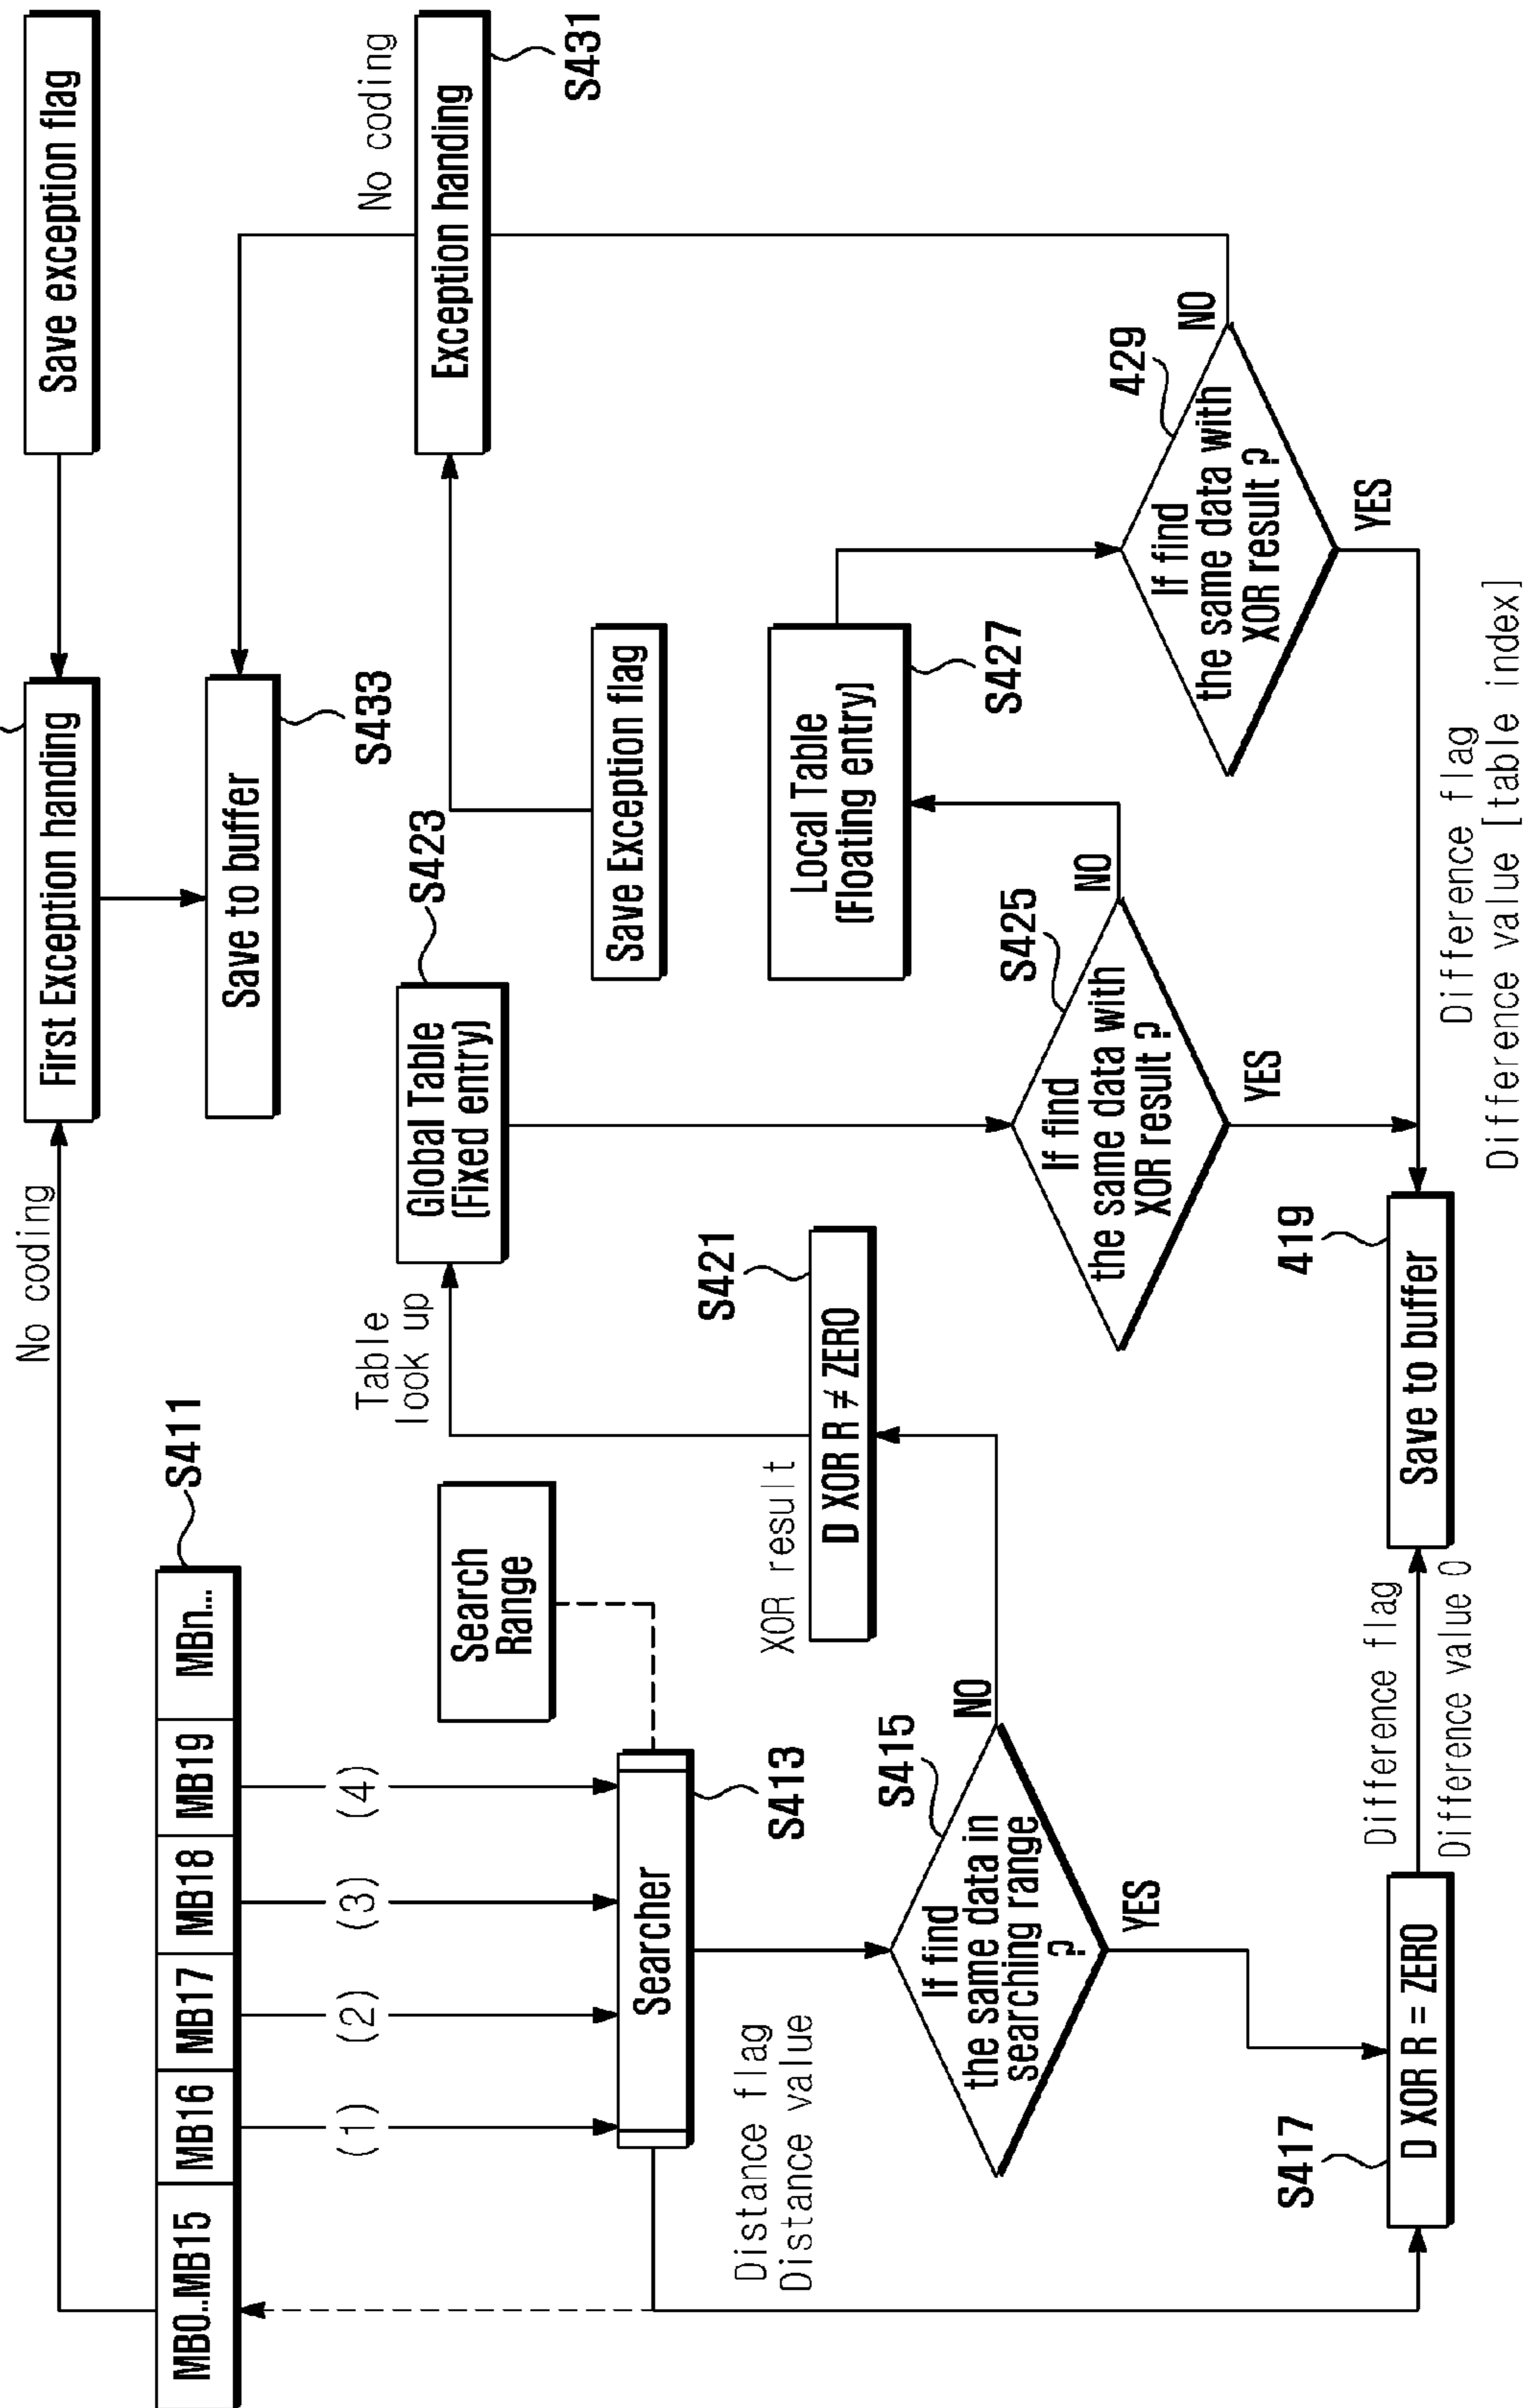 No coding
First Exception handing
Save exception flag
Save to buffer
S433
MB0..MB15
MB16
MB17
MB18
MB19
MBn...
S411
(1)
(2)
(3)
(4)
Search
Range
Searcher
S413
Distance flag
Distance value
If find
the same data in
searching range
?
S415
NO
YES
S417
D XOR R = ZERO
Difference flag
Difference value 0
Save to buffer
419
XOR result
D XOR R ≠ ZERO
S421
Table
look up
Global Table
(Fixed entry)
S423
If find
the same data with
XOR result ?
S425
NO
YES
Local Table
(Floating entry)
S427
If find
the same data with
XOR result ?
429
NO
YES
Difference flag
Difference value [table index]
Save Exception flag
Exception handing
S431
No coding